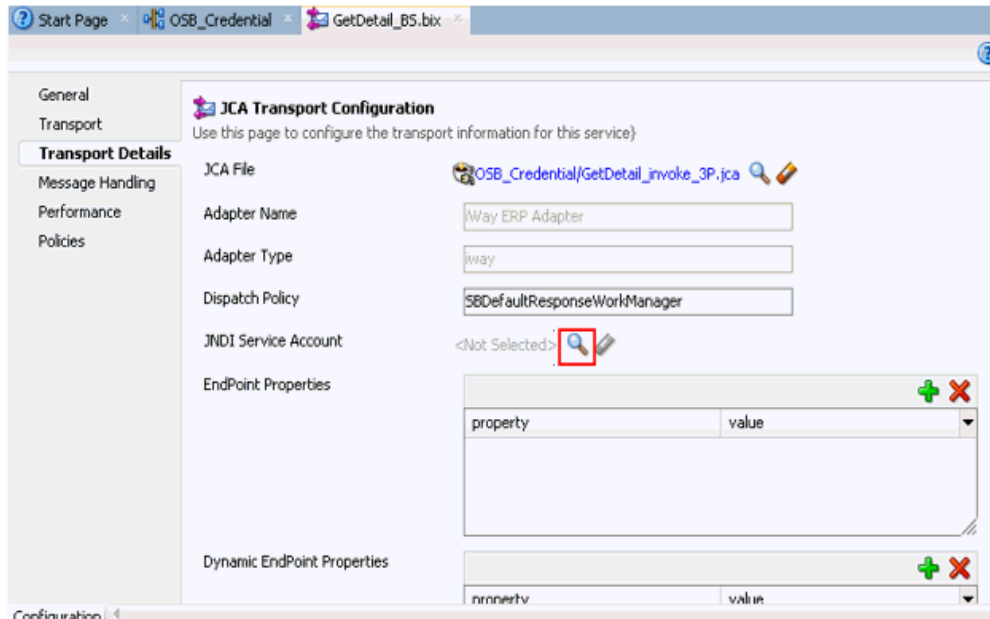 Start Page OSB_Credential GetDetail_BS.bix
General
Transport
Transport Details
Message Handling
Performance
Policies
JCA Transport Configuration
Use this page to configure the transport information for this service}
JCA File OSB_Credential/GetDetail_invoke_3P.jca
Adapter Name iWay ERP Adapter
Adapter Type iway
Dispatch Policy SBDefaultResponseWorkManager
JNDI Service Account <Not Selected>
EndPoint Properties
property value
Dynamic EndPoint Properties
property value
Configuration